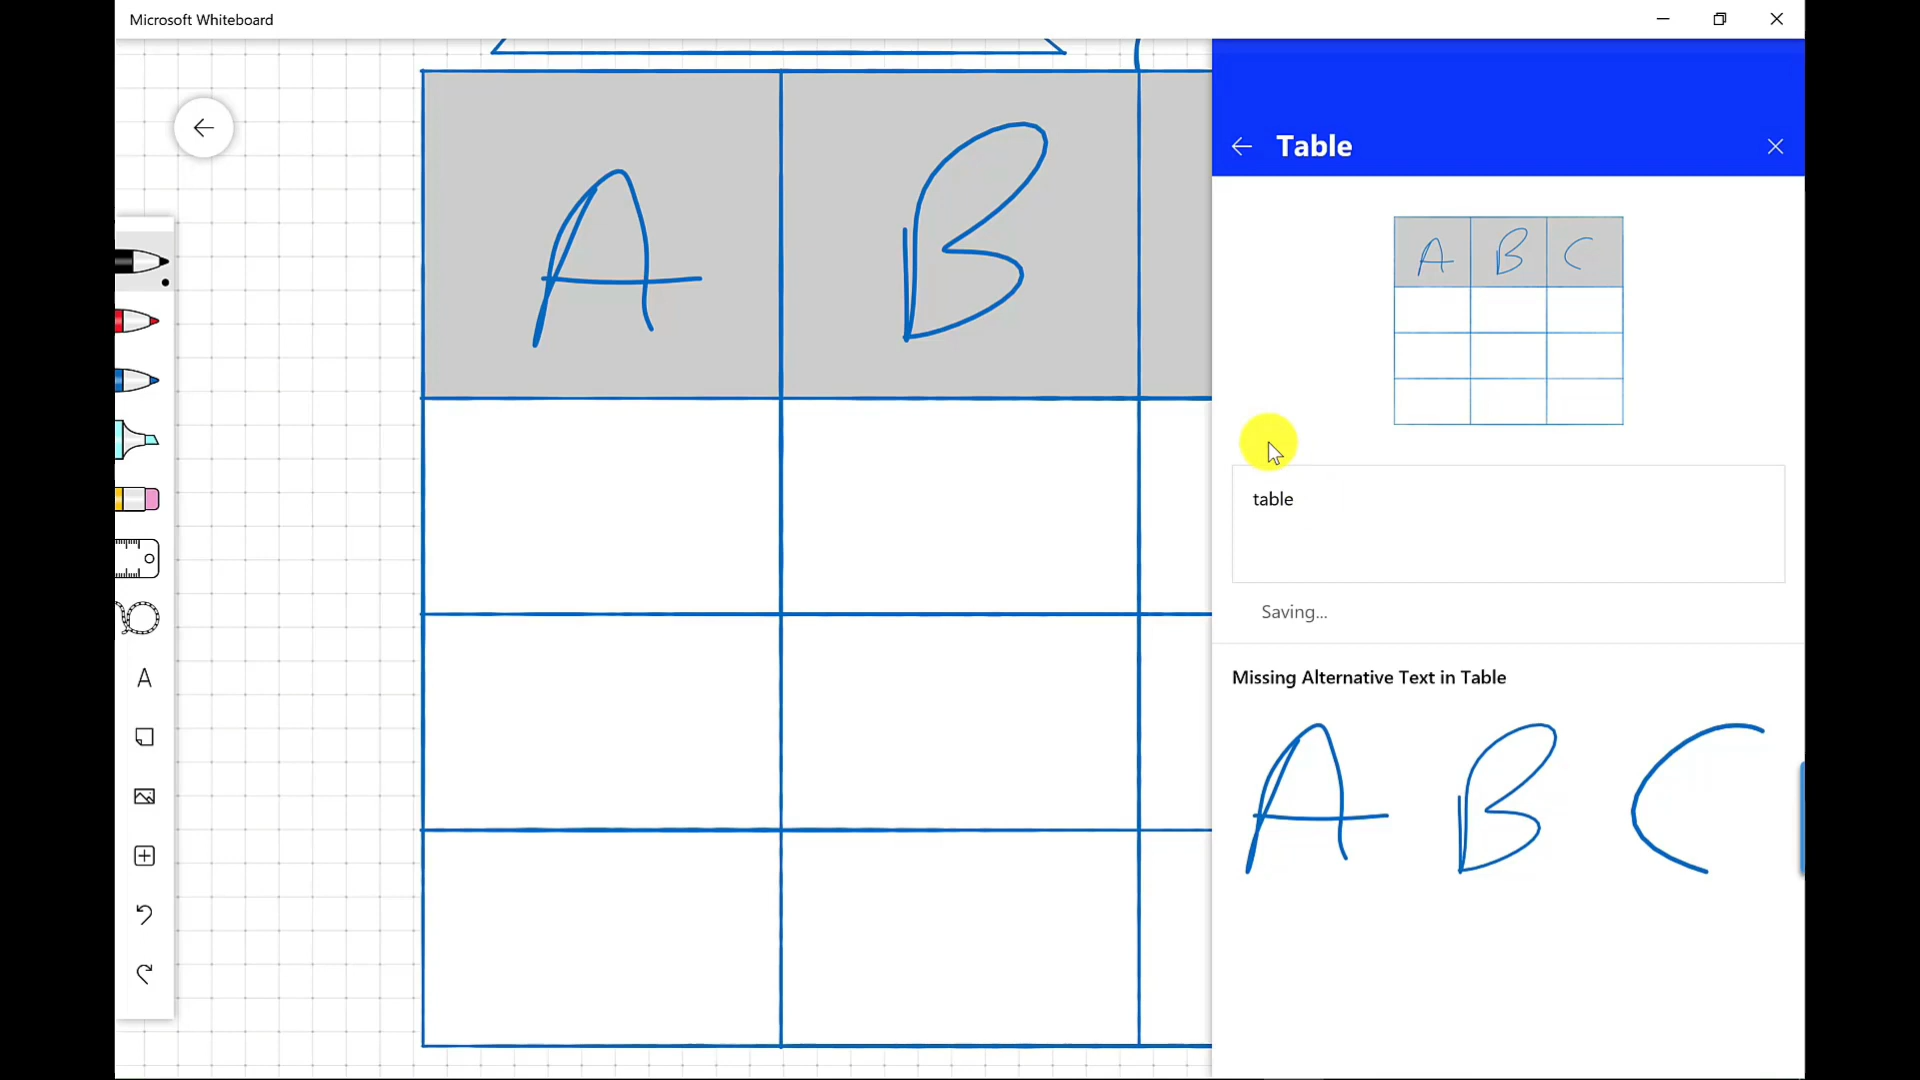 Microsoft Whiteboard
A B
Table
A B C
table
Saving...
Missing Alternative Text in Table
A B C
A